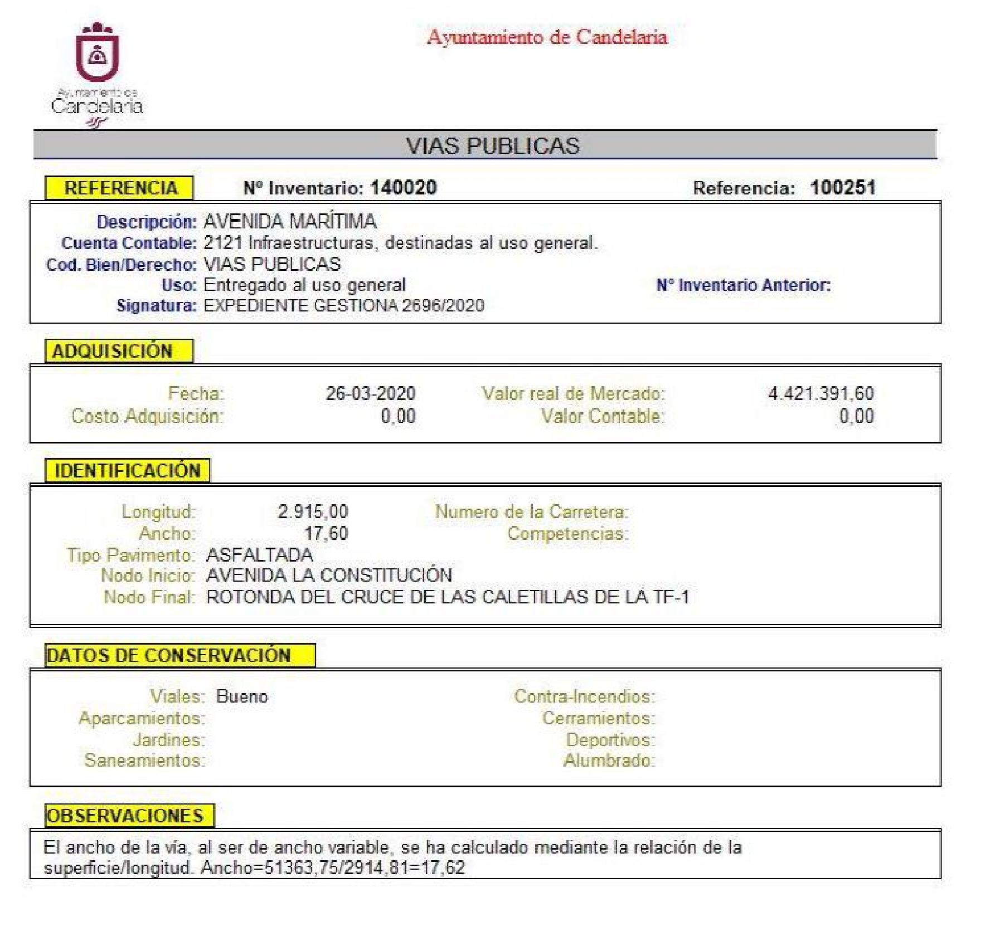 Ayuntamiento de Candelaria
Ayuntamiento de
Candelaria
VIAS PUBLICAS
REFERENCIA Nº Inventario: 140020 Referencia: 100251
Descripción: AVENIDA MARÍTIMA
Cuenta Contable: 2121 Infraestructuras, destinadas al uso general.
Cod. Bien/Derecho: VIAS PUBLICAS
Uso: Entregado al uso general Nº Inventario Anterior:
Signatura: EXPEDIENTE GESTIONA 2696/2020
ADQUISICIÓN
Fecha: 26-03-2020 Valor real de Mercado: 4.421.391,60
Costo Adquisición: 0,00 Valor Contable: 0,00
IDENTIFICACIÓN
Longitud: 2.915,00 Numero de la Carretera:
Ancho: 17,60 Competencias:
Tipo Pavimento: ASFALTADA
Nodo Inicio: AVENIDA LA CONSTITUCIÓN
Nodo Final: ROTONDA DEL CRUCE DE LAS CALETILLAS DE LA TF-1
DATOS DE CONSERVACIÓN
Viales: Bueno Contra-Incendios:
Aparcamientos: Cerramientos:
Jardines: Deportivos:
Saneamientos: Alumbrado:
OBSERVACIONES
El ancho de la vía, al ser de ancho variable, se ha calculado mediante la relación de la
superficie/longitud. Ancho=51363,75/2914,81=17,62